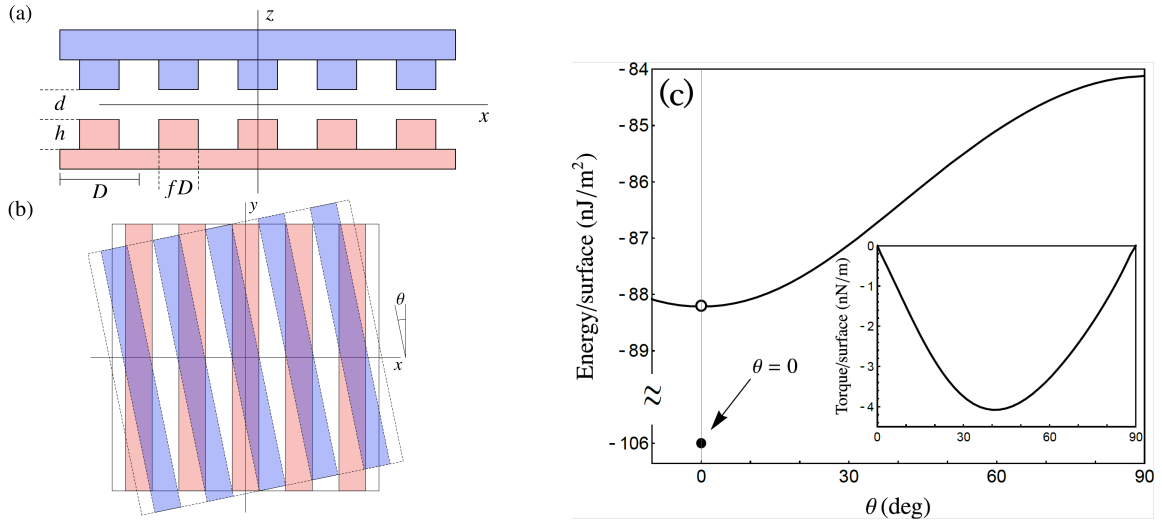 (a)
z
d
x
h
D
fD
(b)
y
θ
x
(c)
Energy/surface (nJ/m²)
-84
-85
-86
-87
-88
-89
≈
-106
θ = 0
0
30
60
90
θ (deg)
Torque/surface (nN/m)
0
-1
-2
-3
-4
0
30
60
90